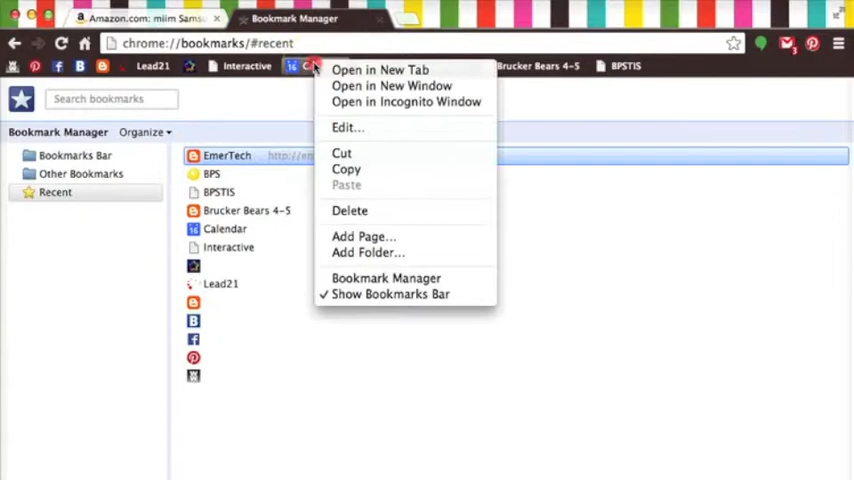 Amazon.com: miim Samsu
Bookmark Manager
chrome://bookmarks/#recent
Lead21 Interactive 16 Brucker Bears 4-5 BPSTIS
Search bookmarks
Bookmark Manager Organize
Bookmarks Bar
Other Bookmarks
Recent
EmerTech
BPS
BPSTIS
Brucker Bears 4-5
16 Calendar
Interactive
Lead21
Open in New Tab
Open in New Window
Open in Incognito Window
Edit...
Cut
Copy
Paste
Delete
Add Page...
Add Folder...
Bookmark Manager
✓ Show Bookmarks Bar